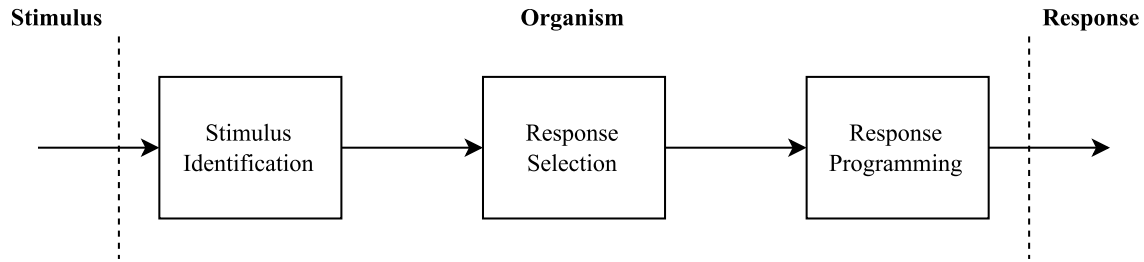 Stimulus
Organism
Response
Stimulus
Identification
Response
Selection
Response
Programming